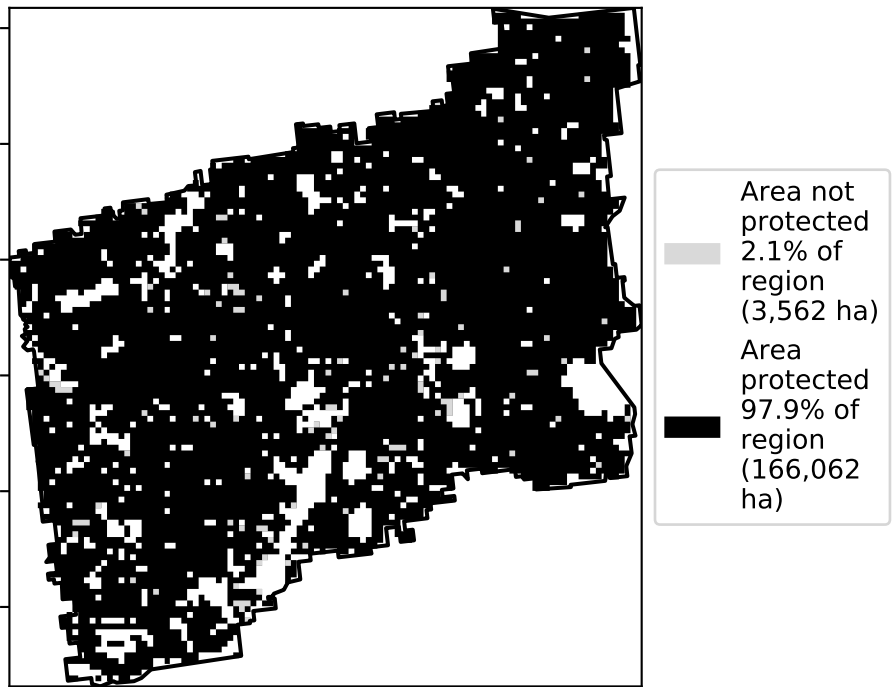 Area not
protected
2.1% of
region
(3,562 ha)
Area
protected
97.9% of
region
(166,062
ha)